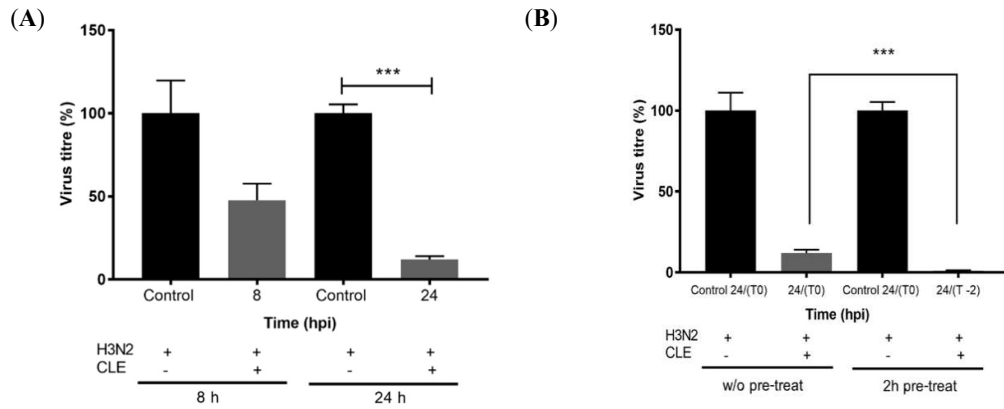 (A)
150
***
100
Virus titre (%)
50
0
Control 8 Control 24
Time (hpi)
H3N2 + + + +
CLE - + - +
8 h 24 h
(B)
150
***
100
Virus titre (%)
50
0
Control 24/(T0) 24/(T0) Control 24/(T0) 24/(T -2)
Time (hpi)
H3N2 + + + +
CLE - + - +
w/o pre-treat 2h pre-treat